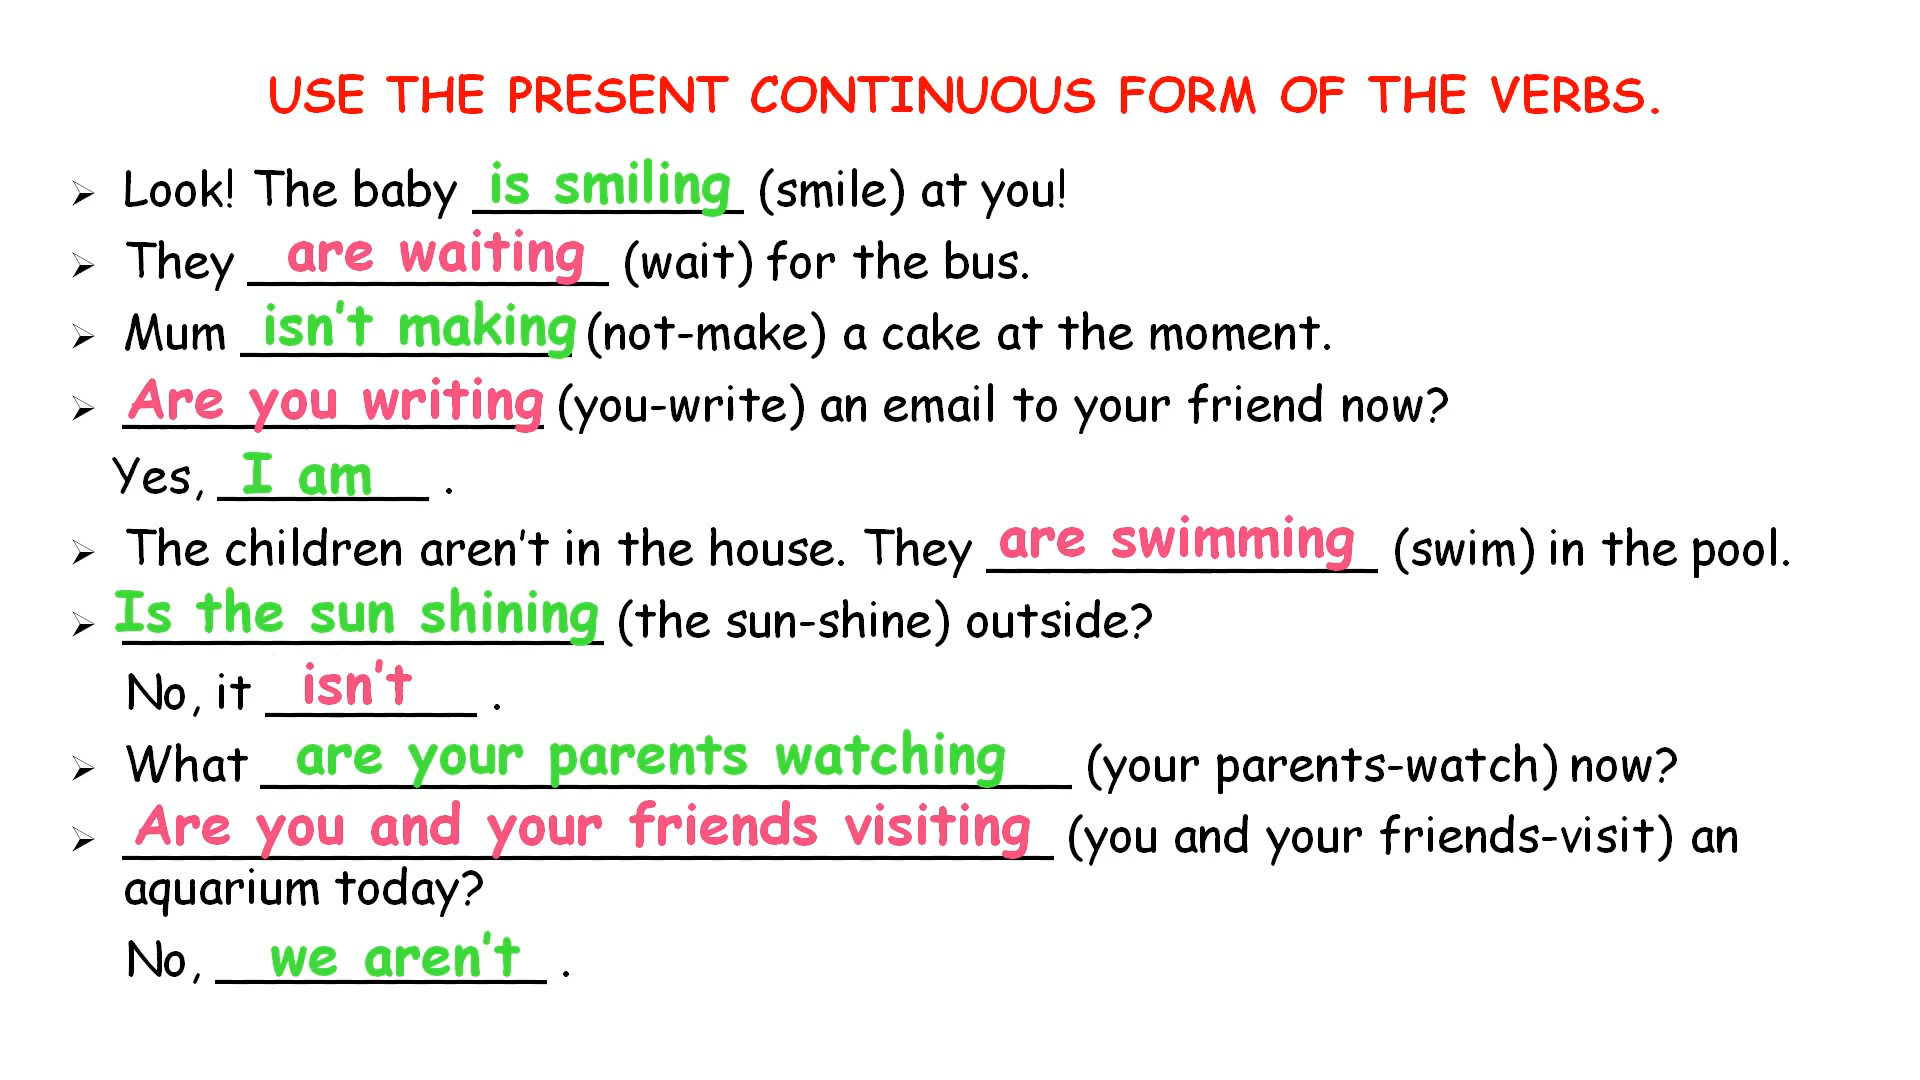 USE THE PRESENT CONTINUOUS FORM OF THE VERBS.
➢ Look! The baby is smiling (smile) at you!
➢ They are waiting (wait) for the bus.
➢ Mum isn't making (not-make) a cake at the moment.
➢ Are you writing (you-write) an email to your friend now?
Yes, I am .
➢ The children aren't in the house. They are swimming (swim) in the pool.
➢ Is the sun shining (the sun-shine) outside?
No, it isn't .
➢ What are your parents watching (your parents-watch) now?
➢ Are you and your friends visiting (you and your friends-visit) an
aquarium today?
No, we aren't .